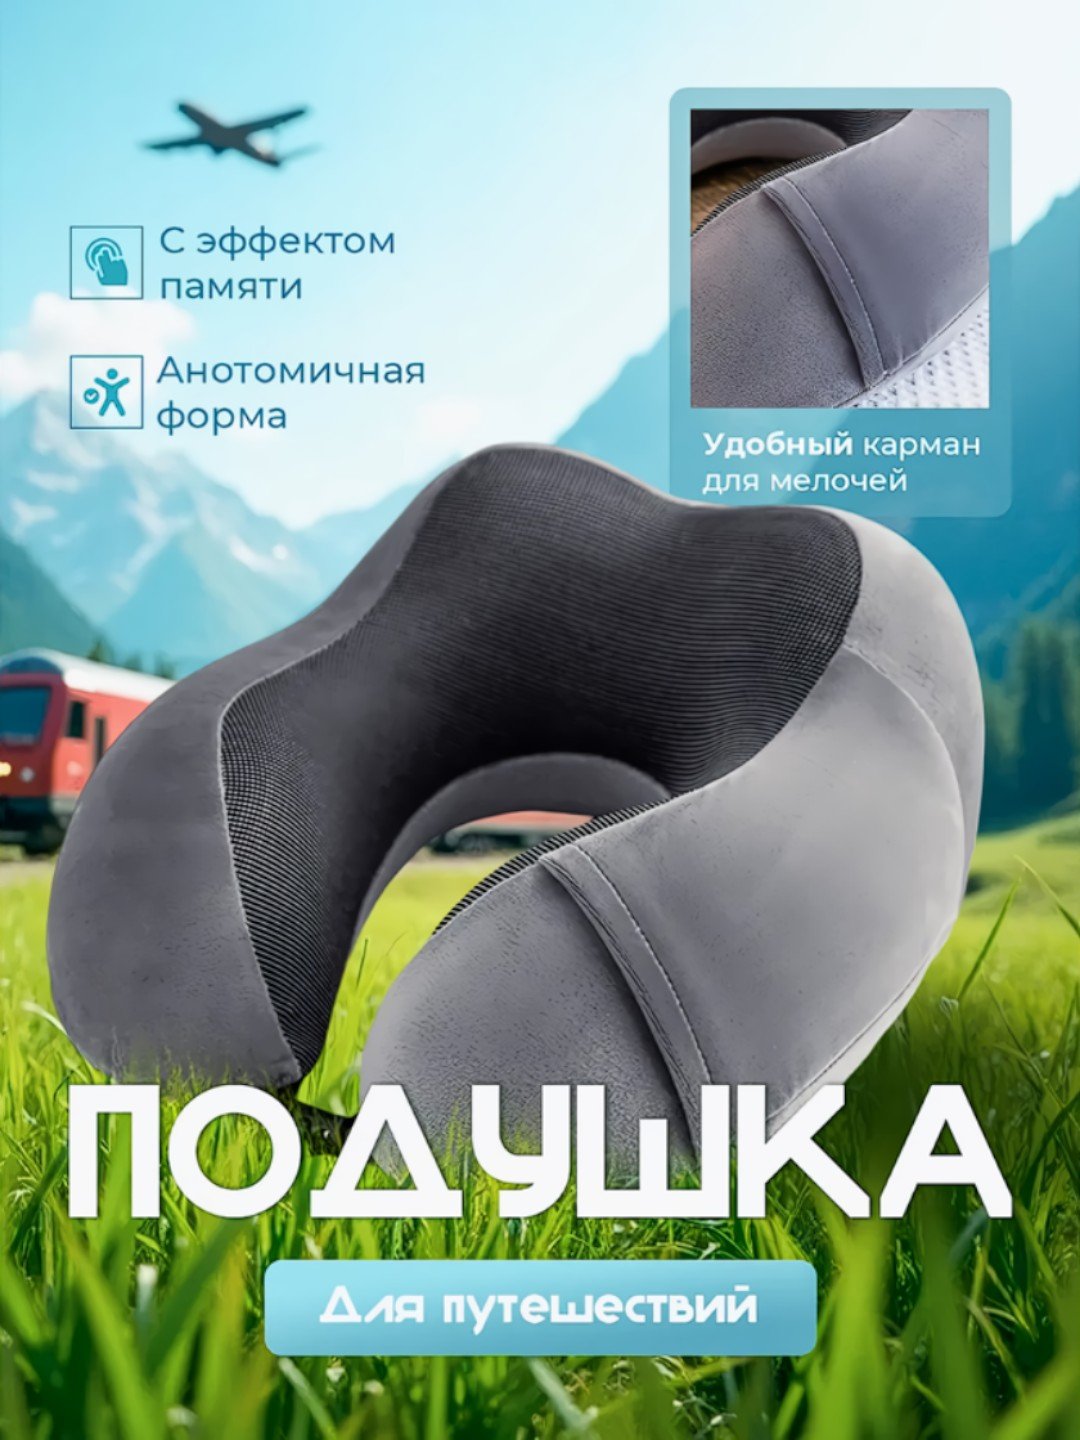 С эффектом
памяти
Анотомичная
форма
Удобный карман
для мелочей
ПОДУШКА
Для путешествий